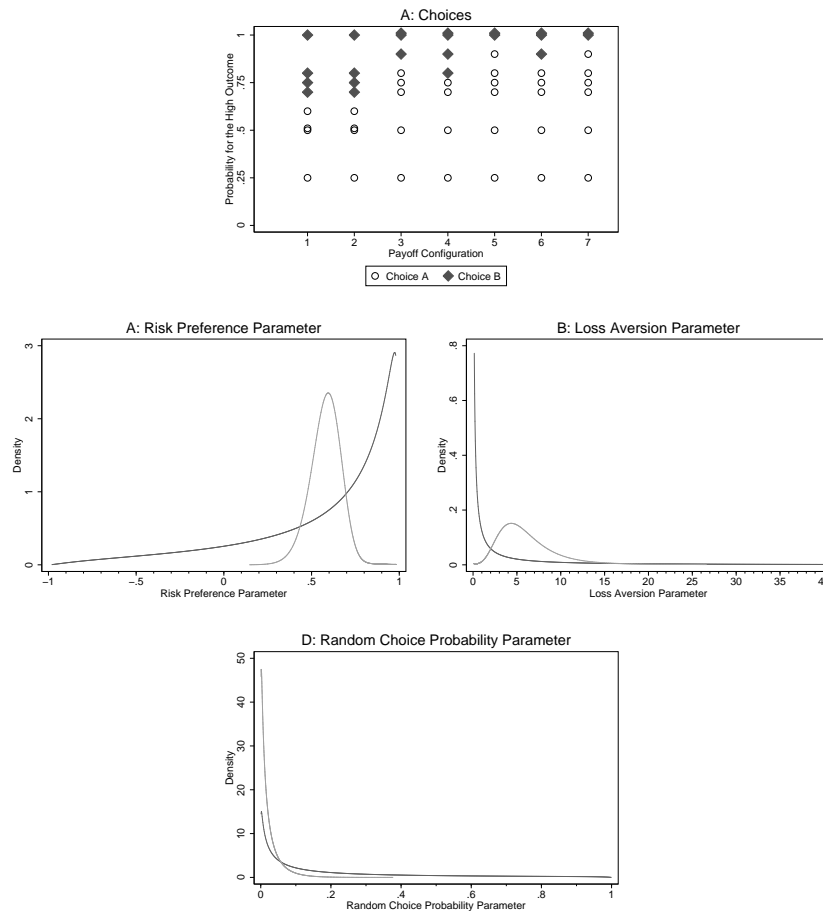 A: Choices
Probability for the High Outcome
0 .25 .5 .75 1
1 2 3 4 5 6 7
Payoff Configuration
Choice A Choice B
A: Risk Preference Parameter
Density
0 1 2 3
−1 −.5 0 .5 1
Risk Preference Parameter
B: Loss Aversion Parameter
Density
0 .2 .4 .6 .8
0 5 10 15 20 25 30 35 40
Loss Aversion Parameter
D: Random Choice Probability Parameter
Density
0 10 20 30 40 50
0 .2 .4 .6 .8 1
Random Choice Probability Parameter